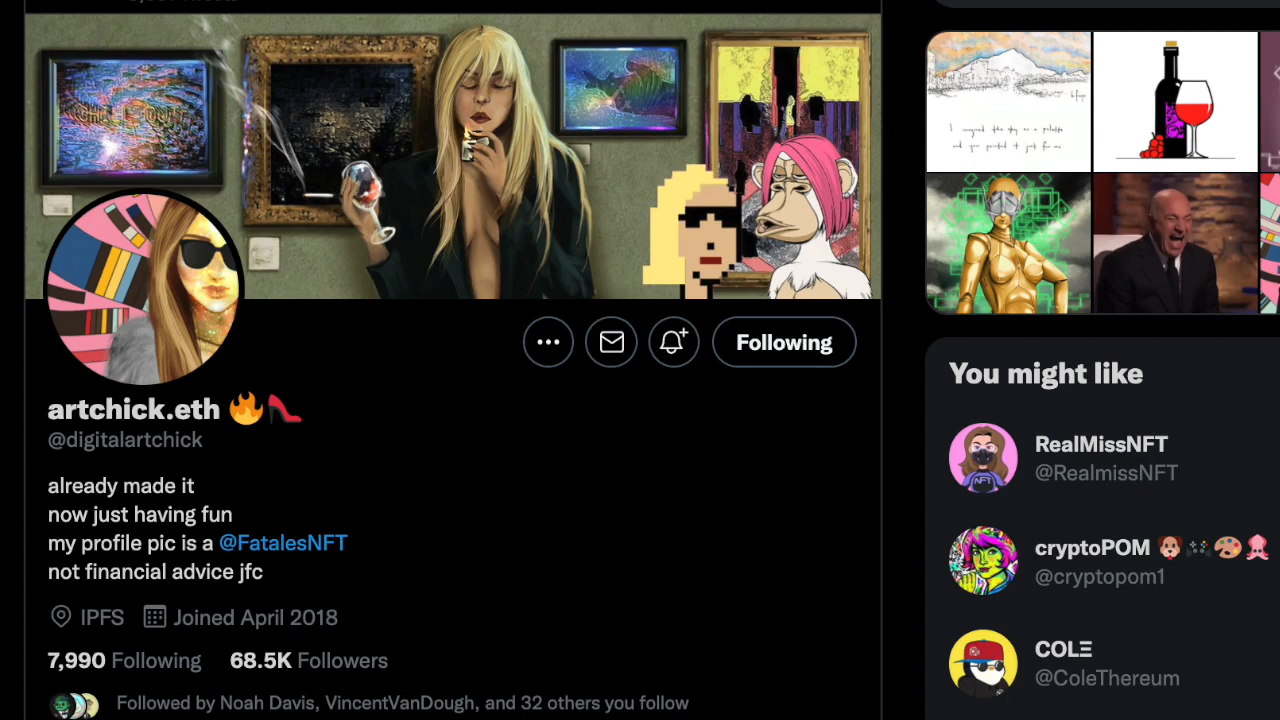 Following
artchick.eth
@digitalartchick
already made it
now just having fun
my profile pic is a @FatalesNFT
not financial advice jfc
IPFS Joined April 2018
7,990 Following 68.5K Followers
Followed by Noah Davis, VincentVanDough, and 32 others you follow
You might like
RealMissNFT
@RealmissNFT
NFT
cryptoPOM
@cryptopom1
COLΞ
@ColeThereum